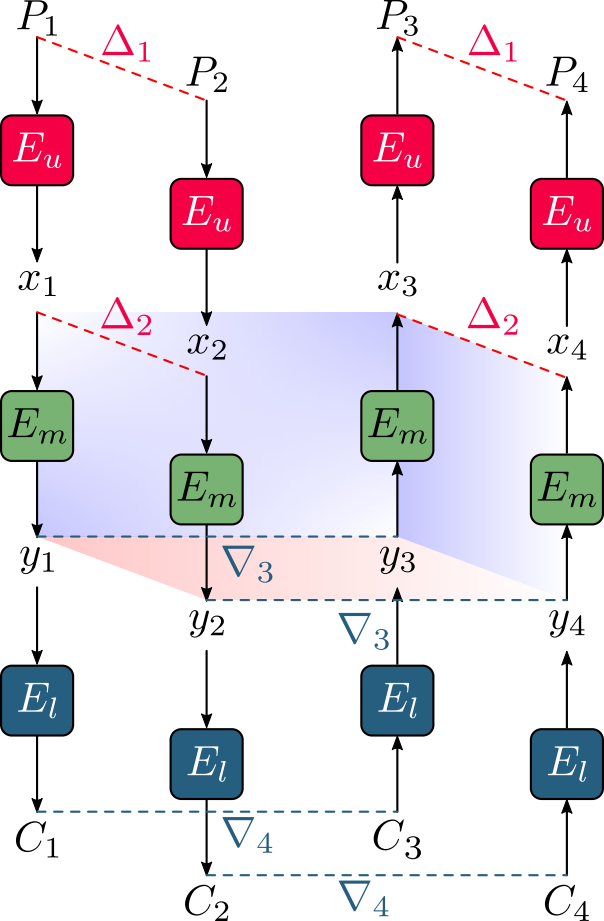 P₁ Δ₁ P₃ Δ₁
P₂ P₄
Eᵤ Eᵤ
Eᵤ Eᵤ
x₁ x₃
Δ₂ Δ₂
x₂ x₄
Eₘ Eₘ
Eₘ Eₘ
y₁ ∇₃ y₃
y₂ ∇₃ y₄
Eₗ Eₗ
Eₗ Eₗ
C₁ ∇₄ C₃
C₂ ∇₄ C₄